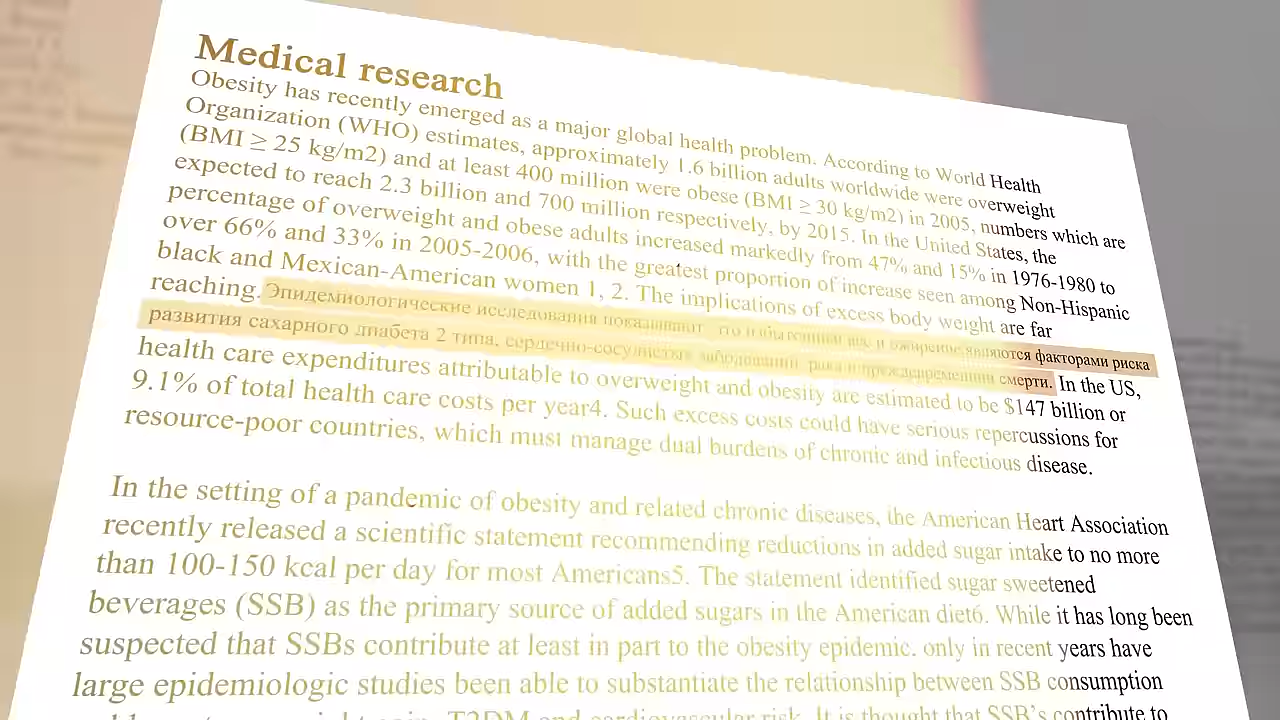 Medical research
Obesity has recently emerged as a major global health problem. According to World Health
Organization (WHO) estimates, approximately 1.6 billion adults worldwide were overweight
(BMI ≥ 25 kg/m2) and at least 400 million were obese (BMI ≥ 30 kg/m2) in 2005, numbers which are
expected to reach 2.3 billion and 700 million respectively, by 2015. In the United States, the
percentage of overweight and obese adults increased markedly from 47% and 15% in 1976-1980 to
over 66% and 33% in 2005-2006, with the greatest proportion of increase seen among Non-Hispanic
black and Mexican-American women 1, 2. The implications of excess body weight are far
reaching. Эпидемиологические исследования показывают что избыточный вес и ожирение являются факторами риска
развития сахарного диабета 2 типа, сердечно-сосудистых заболеваний, рака и преждевременной смерти. In the US,
health care expenditures attributable to overweight and obesity are estimated to be $147 billion or
9.1% of total health care costs per year4. Such excess costs could have serious repercussions for
resource-poor countries, which must manage dual burdens of chronic and infectious disease.
In the setting of a pandemic of obesity and related chronic diseases, the American Heart Association
recently released a scientific statement recommending reductions in added sugar intake to no more
than 100-150 kcal per day for most Americans5. The statement identified sugar sweetened
beverages (SSB) as the primary source of added sugars in the American diet6. While it has long been
suspected that SSBs contribute at least in part to the obesity epidemic. only in recent years have
large epidemiologic studies been able to substantiate the relationship between SSB consumption
T2DM and cardiovascular risk. It is thought that SSB's contribute to